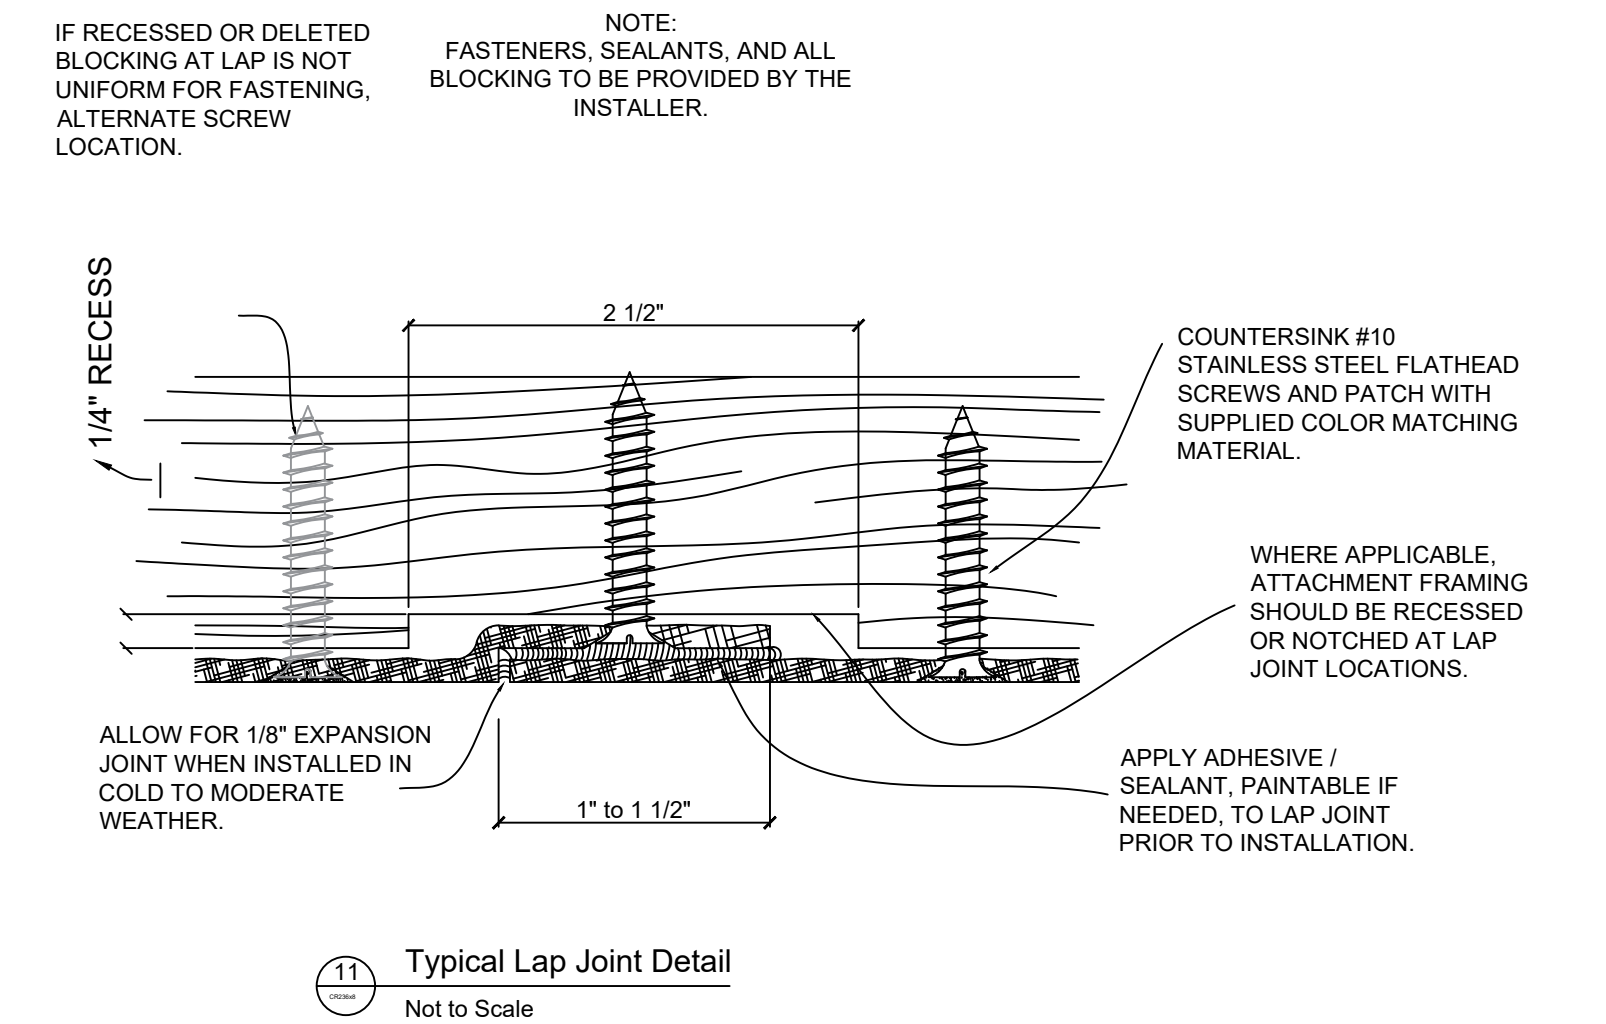 IF RECESSED OR DELETED
BLOCKING AT LAP IS NOT
UNIFORM FOR FASTENING,
ALTERNATE SCREW
LOCATION.
NOTE:
FASTENERS, SEALANTS, AND ALL
BLOCKING TO BE PROVIDED BY THE
INSTALLER.
1/4" RECESS
2 1/2"
COUNTERSINK #10
STAINLESS STEEL FLATHEAD
SCREWS AND PATCH WITH
SUPPLIED COLOR MATCHING
MATERIAL.
WHERE APPLICABLE,
ATTACHMENT FRAMING
SHOULD BE RECESSED
OR NOTCHED AT LAP
JOINT LOCATIONS.
ALLOW FOR 1/8" EXPANSION
JOINT WHEN INSTALLED IN
COLD TO MODERATE
WEATHER.
1" to 1 1/2"
APPLY ADHESIVE /
SEALANT, PAINTABLE IF
NEEDED, TO LAP JOINT
PRIOR TO INSTALLATION.
11
CR236x8
Typical Lap Joint Detail
Not to Scale